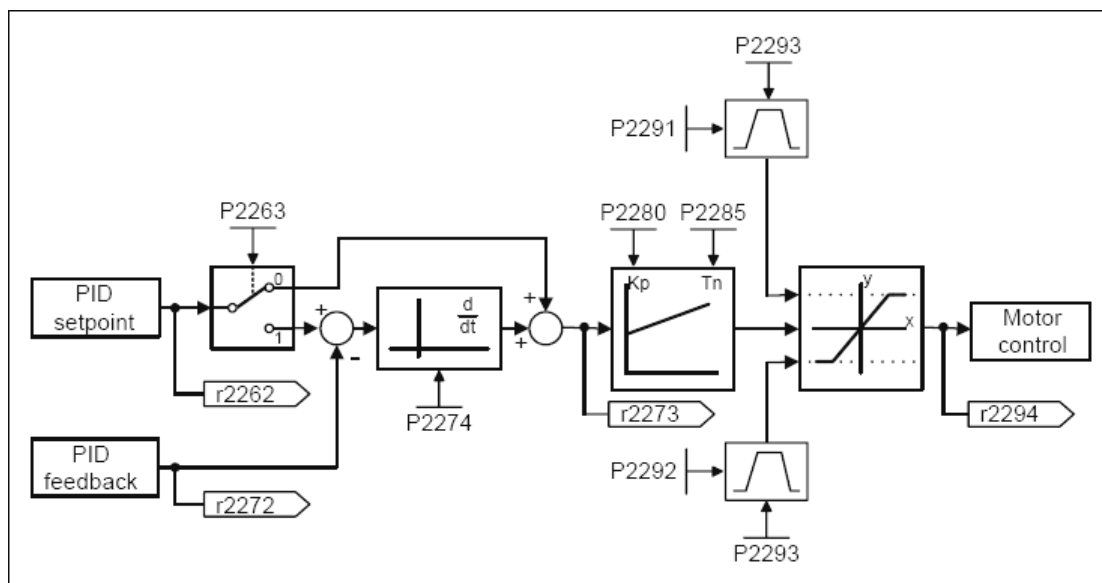 P2293
P2291
P2263
P2280
P2285
PID
setpoint
0
1
+
-
d
dt
+
+
Kp
Tn
y
x
Motor
control
r2262
P2274
r2273
r2294
PID
feedback
r2272
P2292
P2293